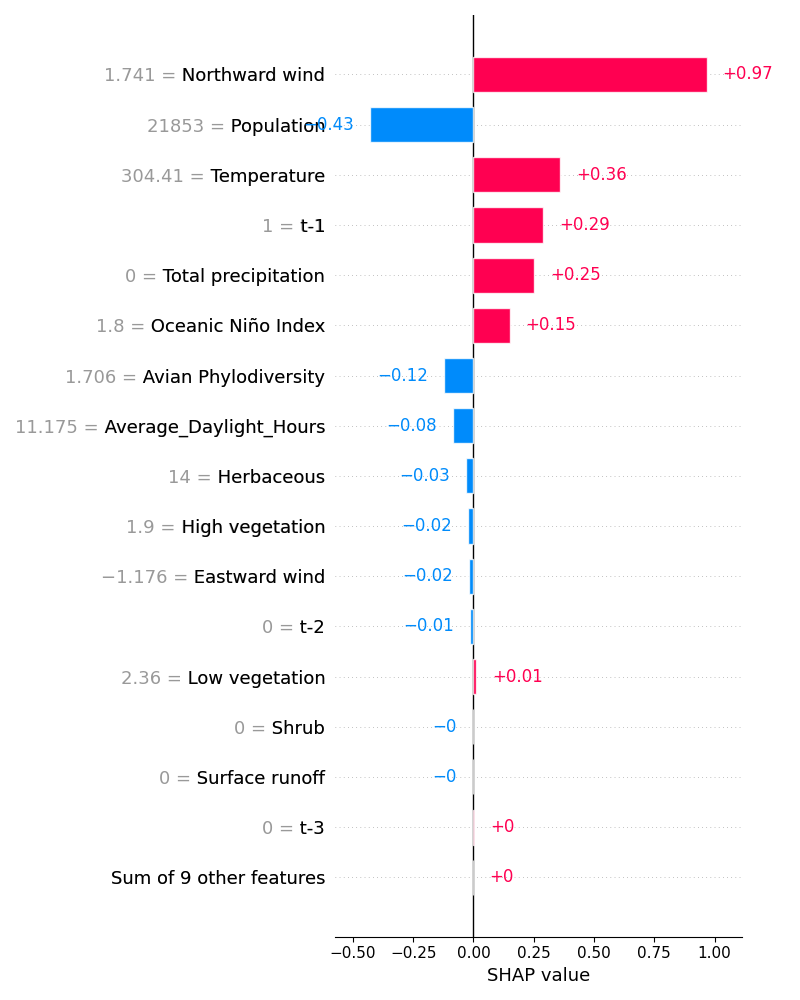 1.741 = Northward wind +0.97
21853 = Population −0.43
304.41 = Temperature +0.36
1 = t-1 +0.29
0 = Total precipitation +0.25
1.8 = Oceanic Niño Index +0.15
1.706 = Avian Phylodiversity −0.12
11.175 = Average_Daylight_Hours −0.08
14 = Herbaceous −0.03
1.9 = High vegetation −0.02
−1.176 = Eastward wind −0.02
0 = t-2 −0.01
2.36 = Low vegetation +0.01
0 = Shrub −0
0 = Surface runoff −0
0 = t-3 +0
Sum of 9 other features +0
−0.50 −0.25 0.00 0.25 0.50 0.75 1.00
SHAP value